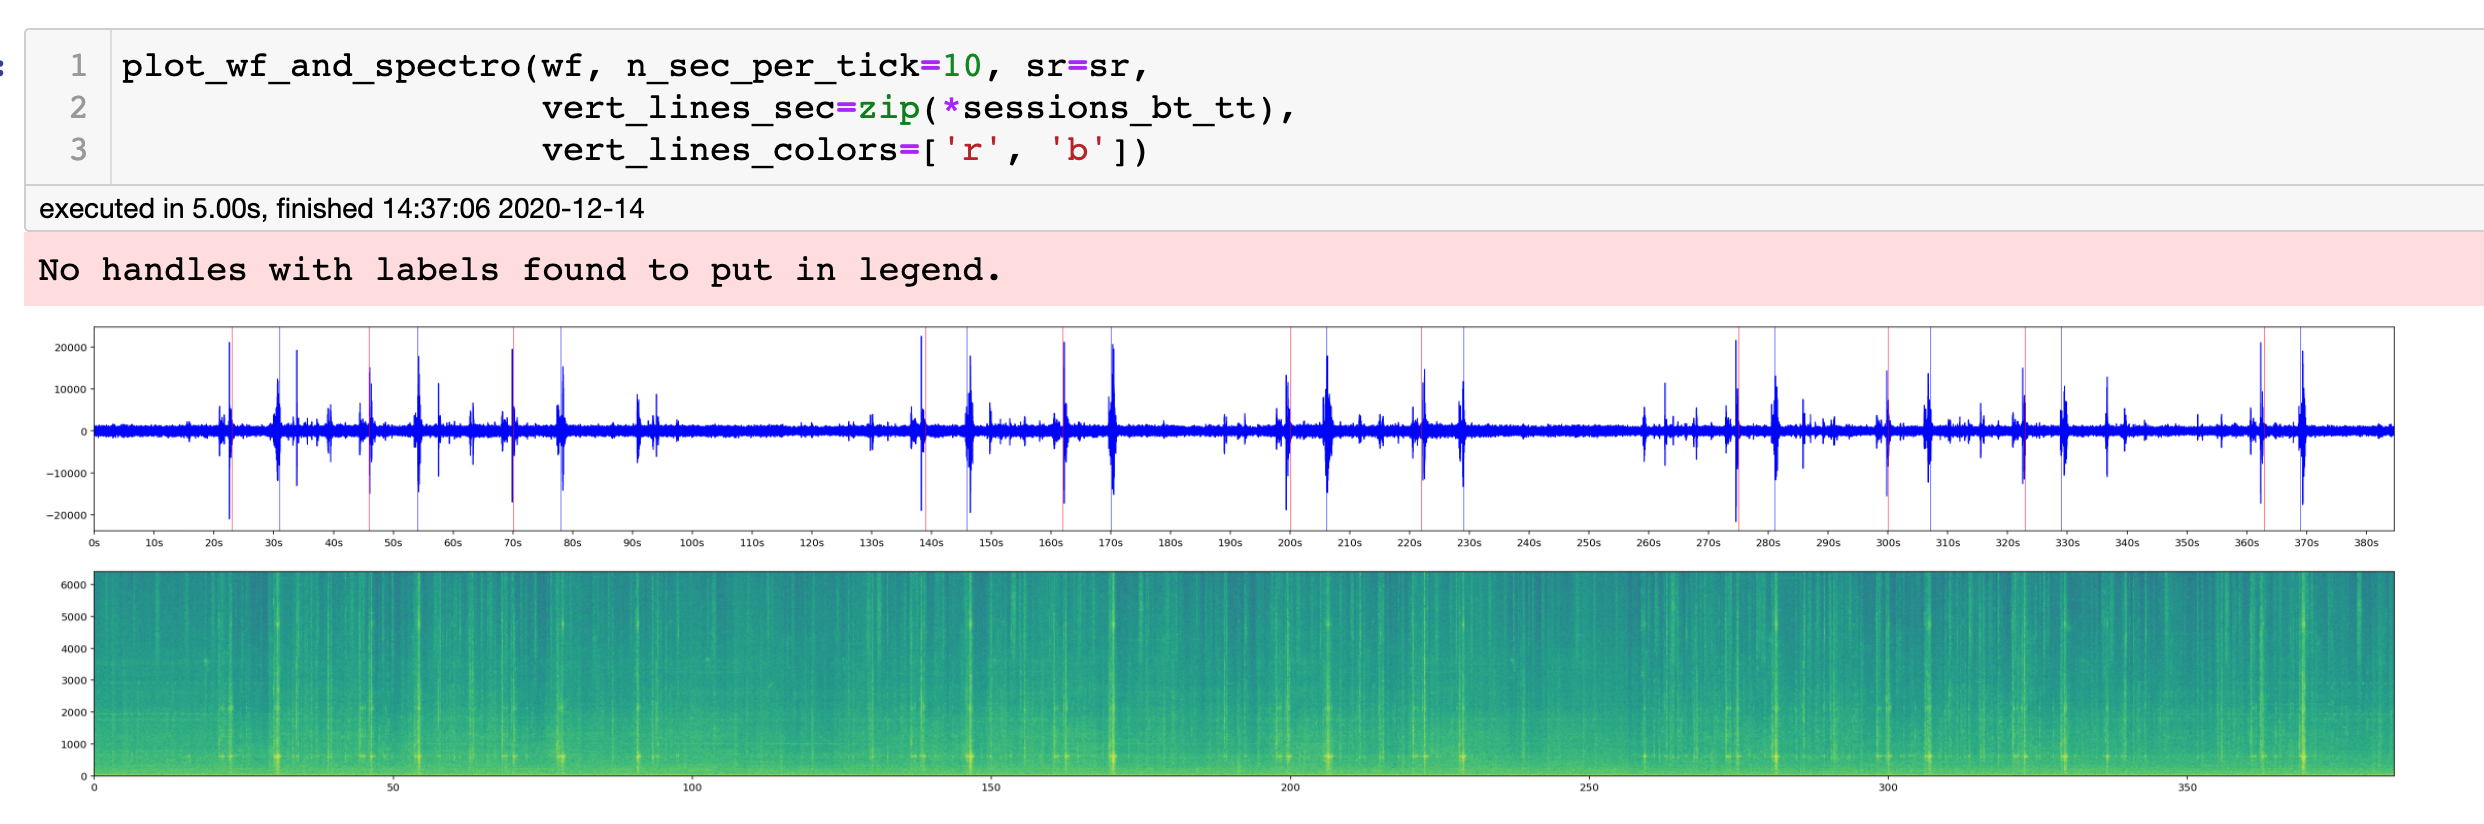 :
1 plot_wf_and_spectro(wf, n_sec_per_tick=10, sr=sr,
2 vert_lines_sec=zip(*sessions_bt_tt),
3 vert_lines_colors=['r', 'b'])
executed in 5.00s, finished 14:37:06 2020-12-14
No handles with labels found to put in legend.
20000
10000
0
−10000
−20000
0s 10s 20s 30s 40s 50s 60s 70s 80s 90s 100s 110s 120s 130s 140s 150s 160s 170s 180s 190s 200s 210s 220s 230s 240s 250s 260s 270s 280s 290s 300s 310s 320s 330s 340s 350s 360s 370s 380s
6000
5000
4000
3000
2000
1000
0
0 50 100 150 200 250 300 350